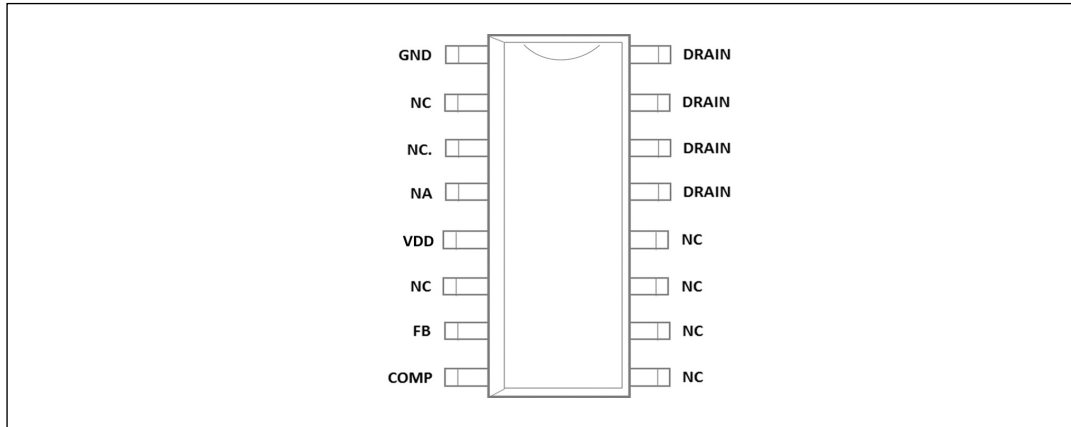 GND DRAIN
NC DRAIN
NC. DRAIN
NA DRAIN
VDD NC
NC NC
FB NC
COMP NC